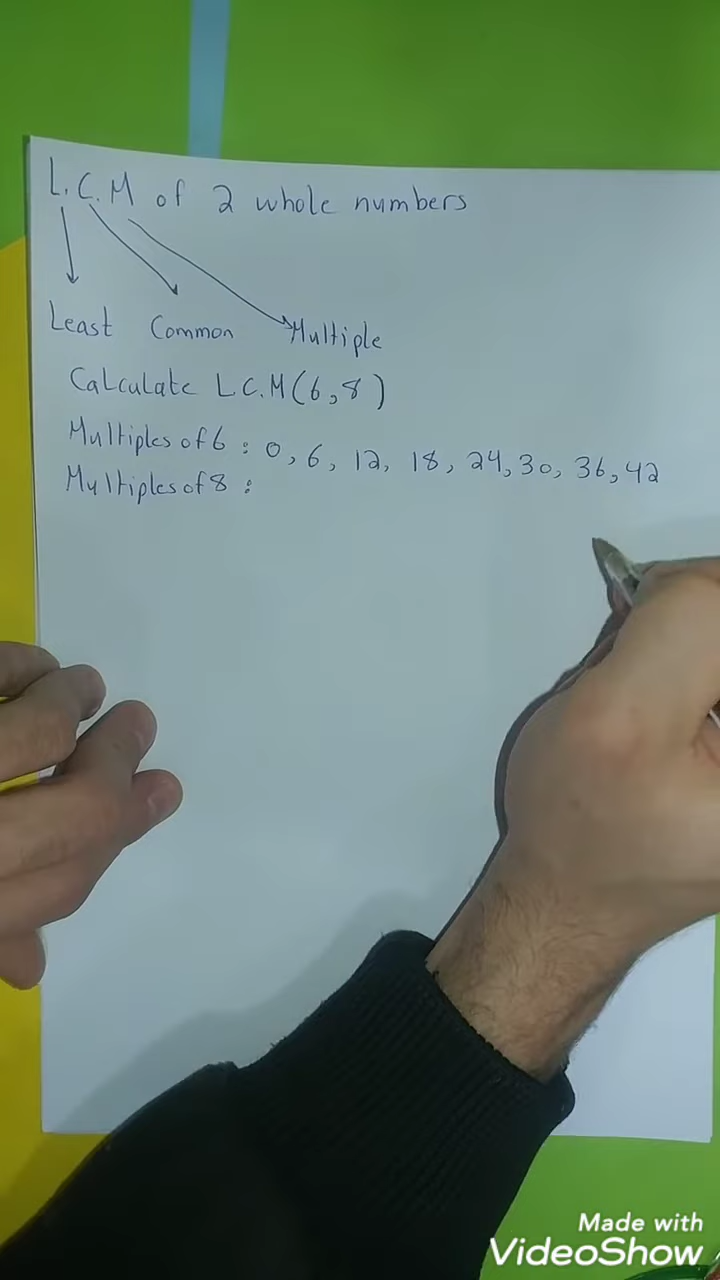 L.C.M of 2 whole numbers
Least Common Multiple
Calculate L.C.M(6,8)
Multiples of 6 : 0, 6, 12, 18, 24, 30, 36, 42
Multiples of 8 :
Made with
VideoShow